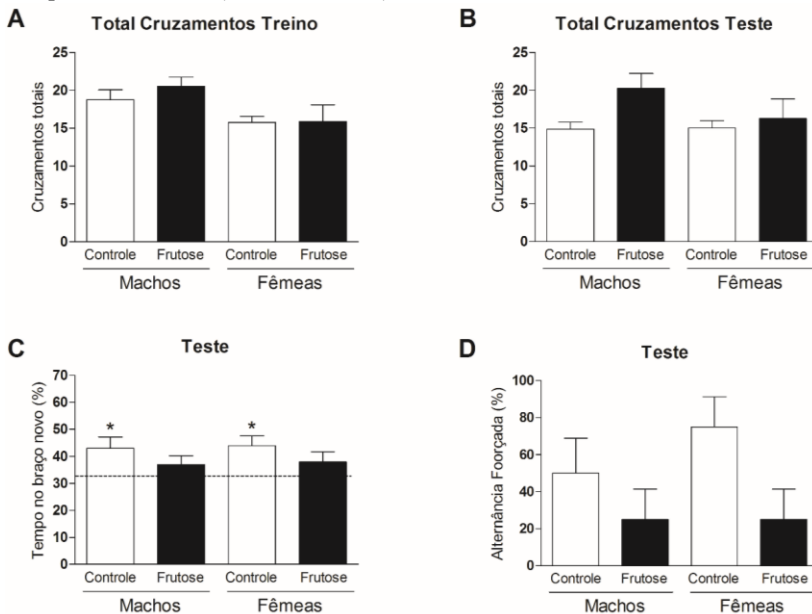 A
Total Cruzamentos Treino
Cruzamentos totais
25
20
15
10
5
0
Controle Frutose Controle Frutose
Machos Fêmeas
B
Total Cruzamentos Teste
Cruzamentos totais
25
20
15
10
5
0
Controle Frutose Controle Frutose
Machos Fêmeas
C
Teste
Tempo no braço novo (%)
70
60
50
40
30
20
10
0
* *
Controle Frutose Controle Frutose
Machos Fêmeas
D
Teste
Alternância Foorçada (%)
100
80
60
40
20
0
Controle Frutose Controle Frutose
Machos Fêmeas